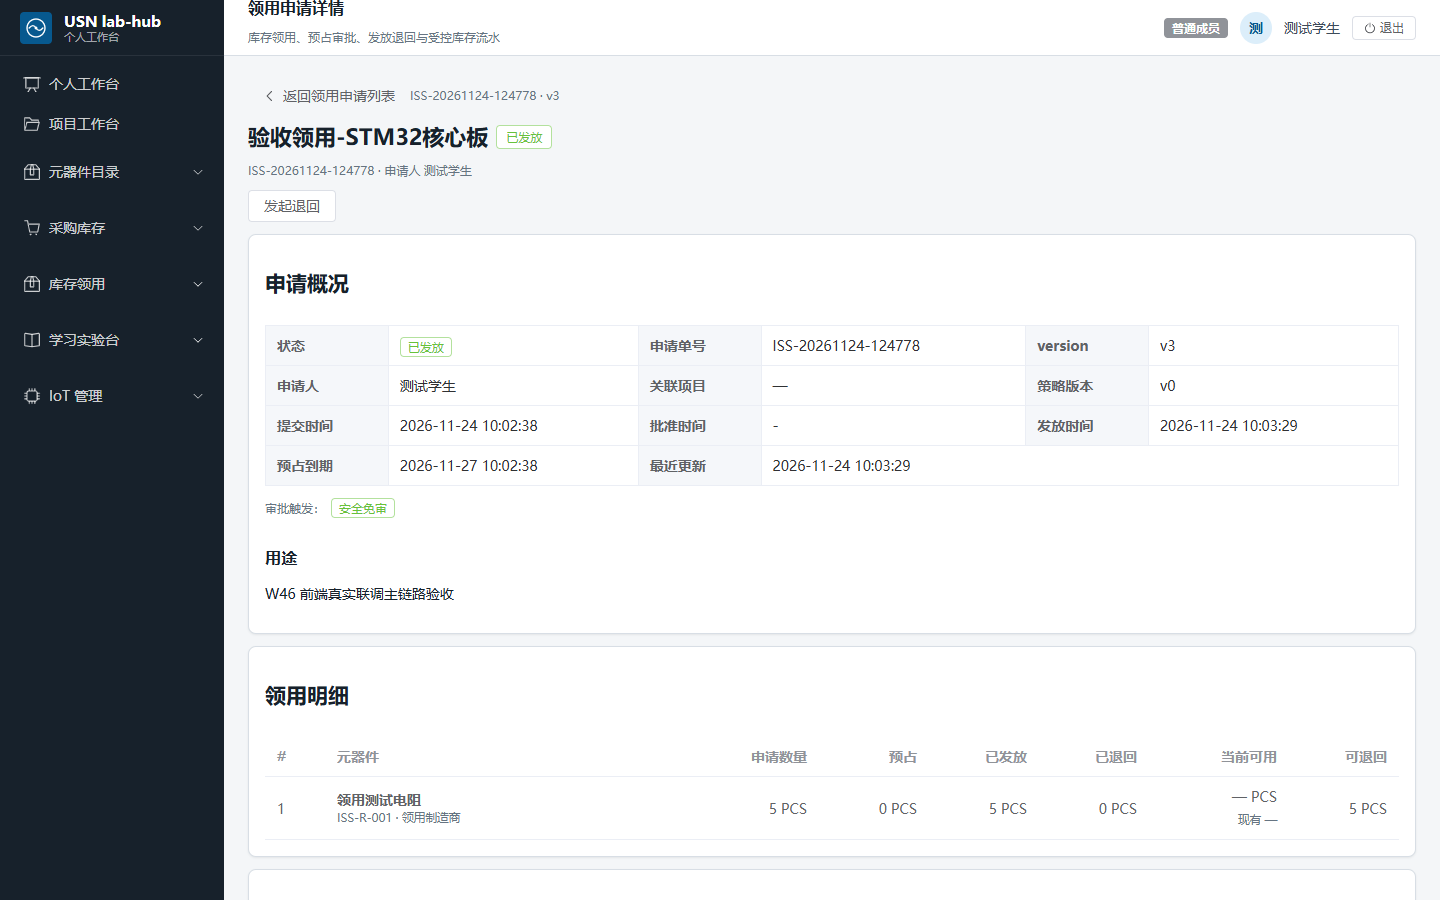 USN lab-hub
个人工作台
领用申请详情
库存领用、预占审批、发放退回与受控库存流水
普通成员
测
测试学生
退出
个人工作台
项目工作台
元器件目录
采购库存
库存领用
学习实验台
IoT 管理
返回领用申请列表 ISS-20261124-124778 · v3
验收领用-STM32核心板 已发放
ISS-20261124-124778 · 申请人 测试学生
发起退回
申请概况
状态 已发放 申请单号 ISS-20261124-124778 version v3
申请人 测试学生 关联项目 — 策略版本 v0
提交时间 2026-11-24 10:02:38 批准时间 - 发放时间 2026-11-24 10:03:29
预占到期 2026-11-27 10:02:38 最近更新 2026-11-24 10:03:29
审批触发： 安全免审
用途
W46 前端真实联调主链路验收
领用明细
# 元器件 申请数量 预占 已发放 已退回 当前可用 可退回
1 领用测试电阻 5 PCS 0 PCS 5 PCS 0 PCS — PCS 5 PCS
ISS-R-001 · 领用制造商 现有 —